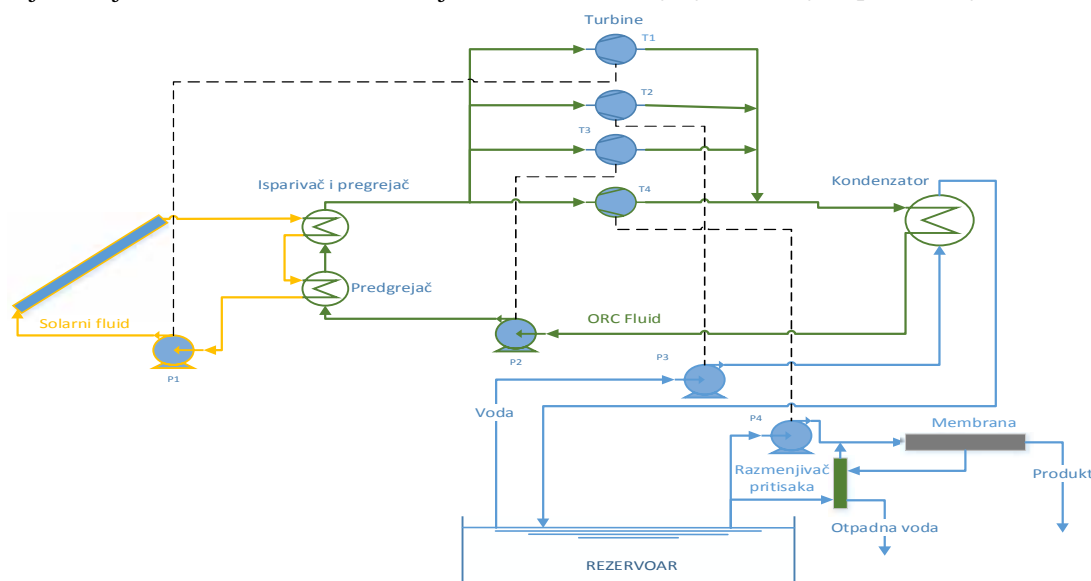 Turbine
T1
T2
T3
T4
Isparivač i pregrejač
Kondenzator
Predgrejač
Solarni fluid
ORC Fluid
P1
P2
P3
Voda
P4
Membrana
Razmenjivač
pritisaka
Produkt
Otpadna voda
REZERVOAR